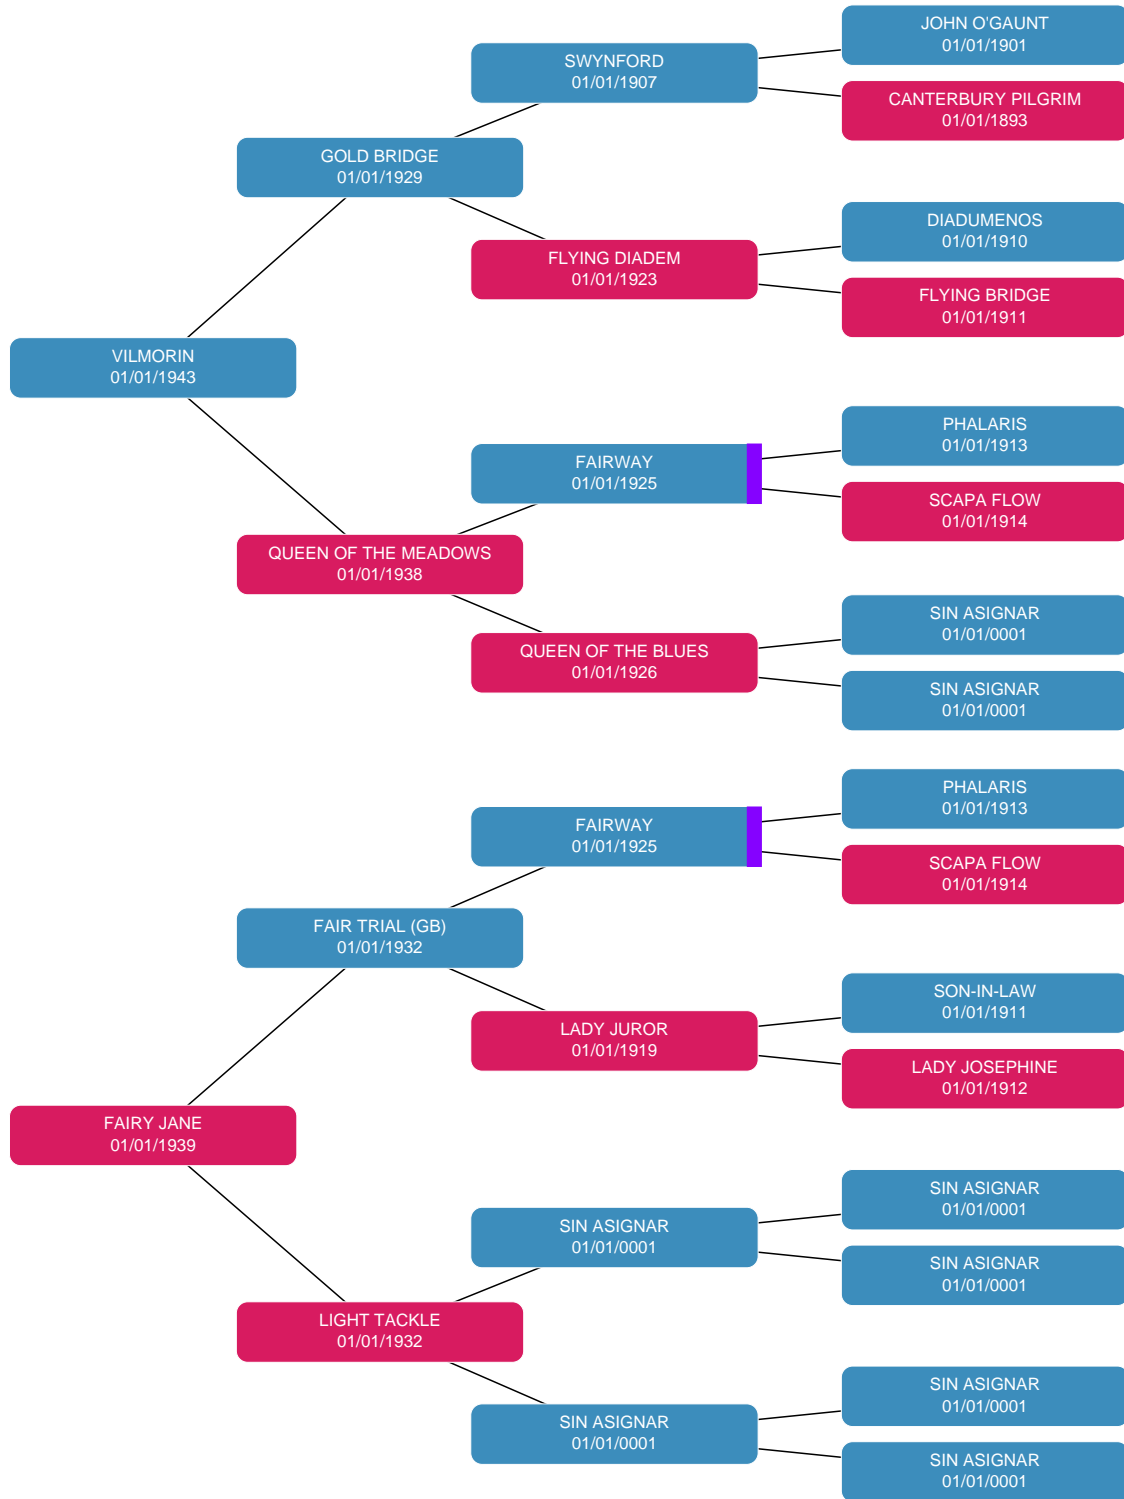 JOHN O'GAUNT
01/01/1901
SWYNFORD
01/01/1907
CANTERBURY PILGRIM
01/01/1893
GOLD BRIDGE
01/01/1929
DIADUMENOS
01/01/1910
FLYING DIADEM
01/01/1923
FLYING BRIDGE
01/01/1911
VILMORIN
01/01/1943
PHALARIS
01/01/1913
FAIRWAY
01/01/1925
SCAPA FLOW
01/01/1914
QUEEN OF THE MEADOWS
01/01/1938
SIN ASIGNAR
01/01/0001
QUEEN OF THE BLUES
01/01/1926
SIN ASIGNAR
01/01/0001
PHALARIS
01/01/1913
FAIRWAY
01/01/1925
SCAPA FLOW
01/01/1914
FAIR TRIAL (GB)
01/01/1932
SON-IN-LAW
01/01/1911
LADY JUROR
01/01/1919
LADY JOSEPHINE
01/01/1912
FAIRY JANE
01/01/1939
SIN ASIGNAR
01/01/0001
SIN ASIGNAR
01/01/0001
SIN ASIGNAR
01/01/0001
LIGHT TACKLE
01/01/1932
SIN ASIGNAR
01/01/0001
SIN ASIGNAR
01/01/0001
SIN ASIGNAR
01/01/0001